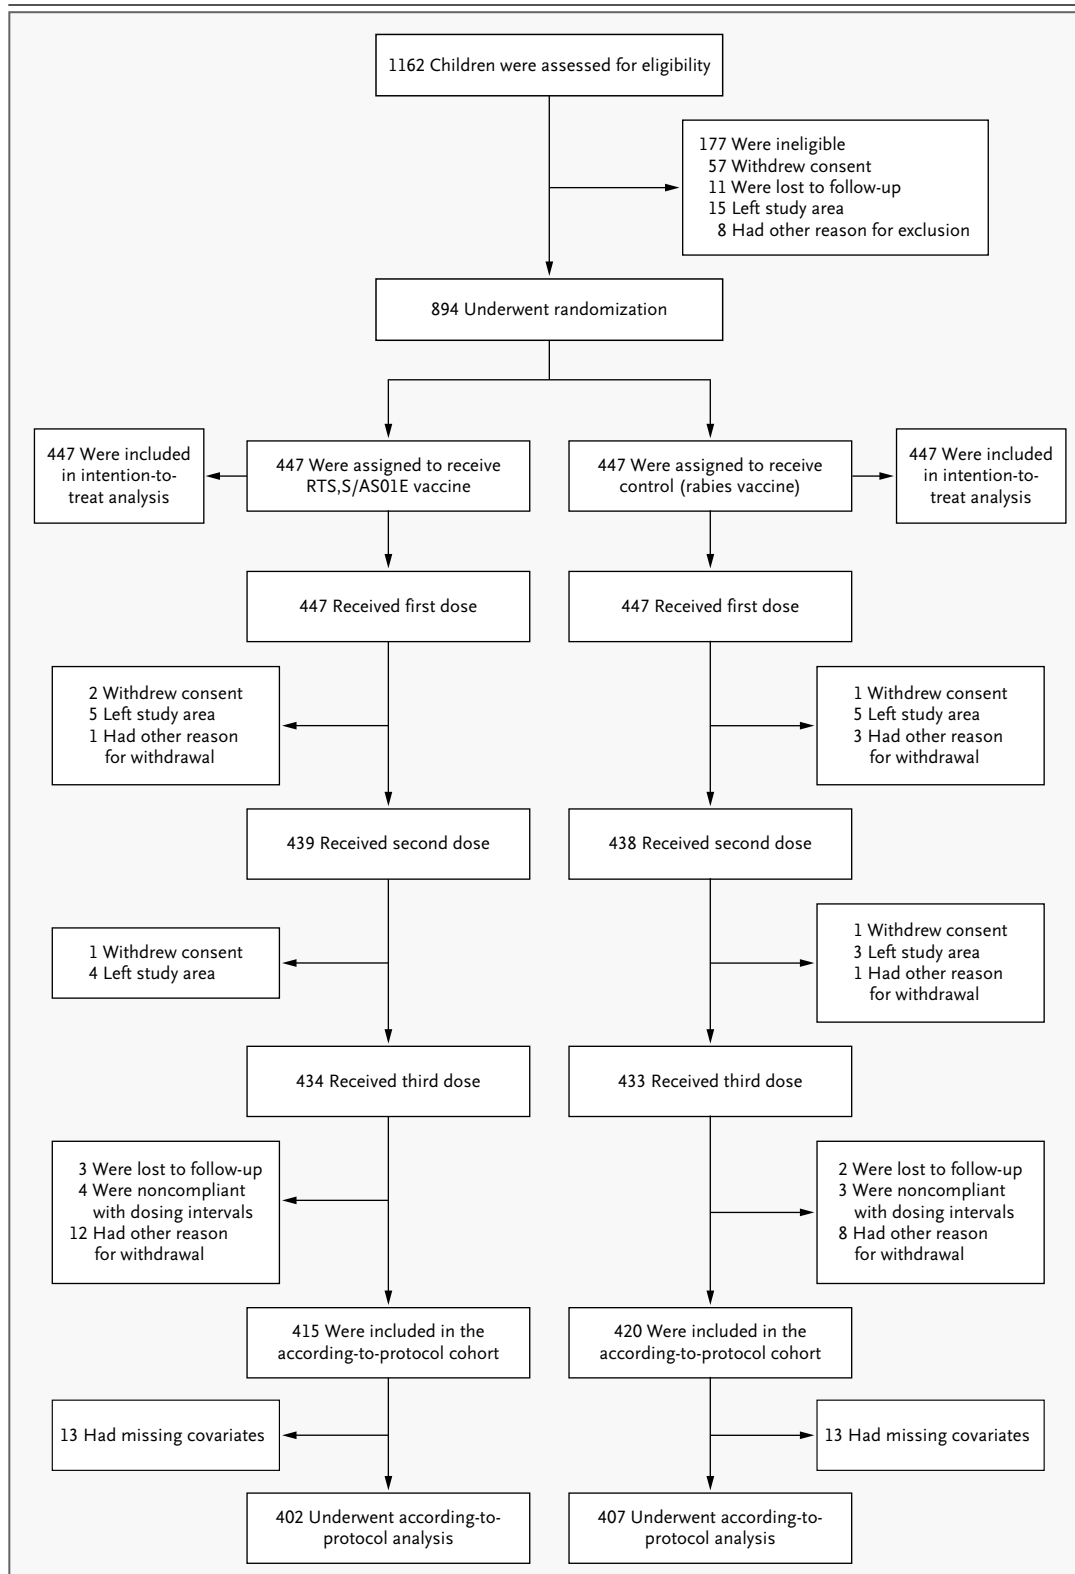 1162 Children were assessed for eligibility
177 Were ineligible
57 Withdrew consent
11 Were lost to follow-up
15 Left study area
8 Had other reason for exclusion
894 Underwent randomization
447 Were included
in intention-to-
treat analysis
447 Were assigned to receive
RTS,S/AS01E vaccine
447 Were assigned to receive
control (rabies vaccine)
447 Were included
in intention-to-
treat analysis
447 Received first dose
447 Received first dose
2 Withdrew consent
5 Left study area
1 Had other reason
for withdrawal
1 Withdrew consent
5 Left study area
3 Had other reason
for withdrawal
439 Received second dose
438 Received second dose
1 Withdrew consent
4 Left study area
1 Withdrew consent
3 Left study area
1 Had other reason
for withdrawal
434 Received third dose
433 Received third dose
3 Were lost to follow-up
4 Were noncompliant
with dosing intervals
12 Had other reason
for withdrawal
2 Were lost to follow-up
3 Were noncompliant
with dosing intervals
8 Had other reason
for withdrawal
415 Were included in the
according-to-protocol cohort
420 Were included in the
according-to-protocol cohort
13 Had missing covariates
13 Had missing covariates
402 Underwent according-to-
protocol analysis
407 Underwent according-to-
protocol analysis